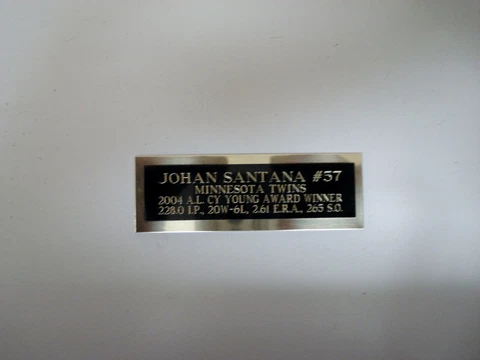 JOHAN SANTANA #57
MINNESOTA TWINS
2004 A.L. CY YOUNG AWARD WINNER
228.0 I.P., 20W-6L, 2.61 E.R.A., 265 S.O.